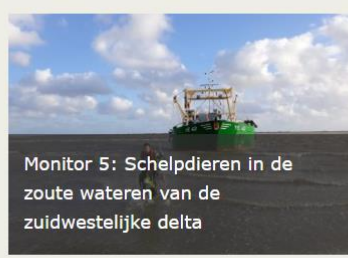 Monitor 5: Schelpdieren in de
zoute wateren van de
zuidwestelijke delta